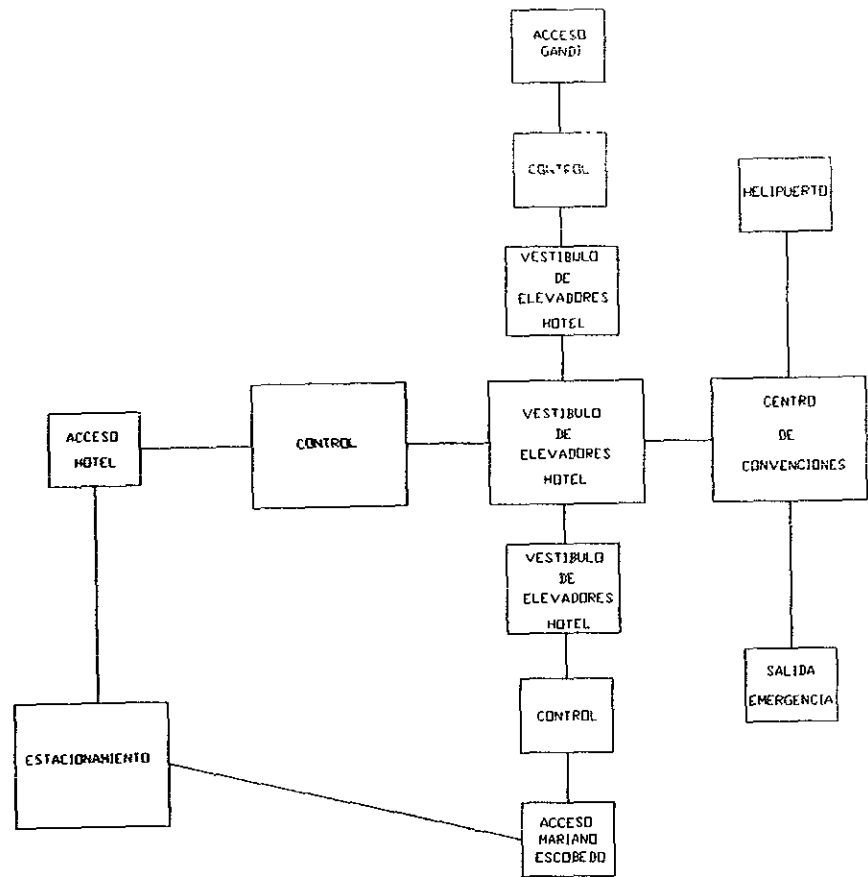 ACCESO
GANDI
CONTROL
HELIPUERTO
VESTIBULO
DE
ELEVADORES
HOTEL
ACCESO
HOTEL
CONTROL
VESTIBULO
DE
ELEVADORES
HOTEL
CENTRO
DE
CONVENCIONES
VESTIBULO
DE
ELEVADORES
HOTEL
SALIDA
EMERGENCIA
CONTROL
ESTACIONAMIENTO
ACCESO
MARIANO
ESCOBEDO